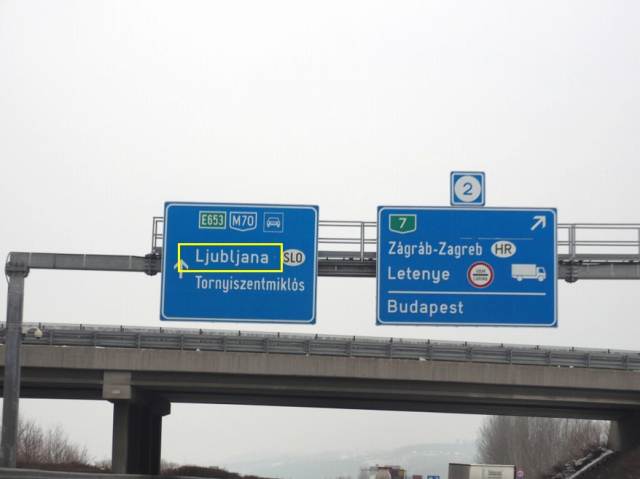 E653 M70
Ljubljana SLO
Tornyiszentmiklós
2
7
Zágráb-Zagreb HR
Letenye
Budapest